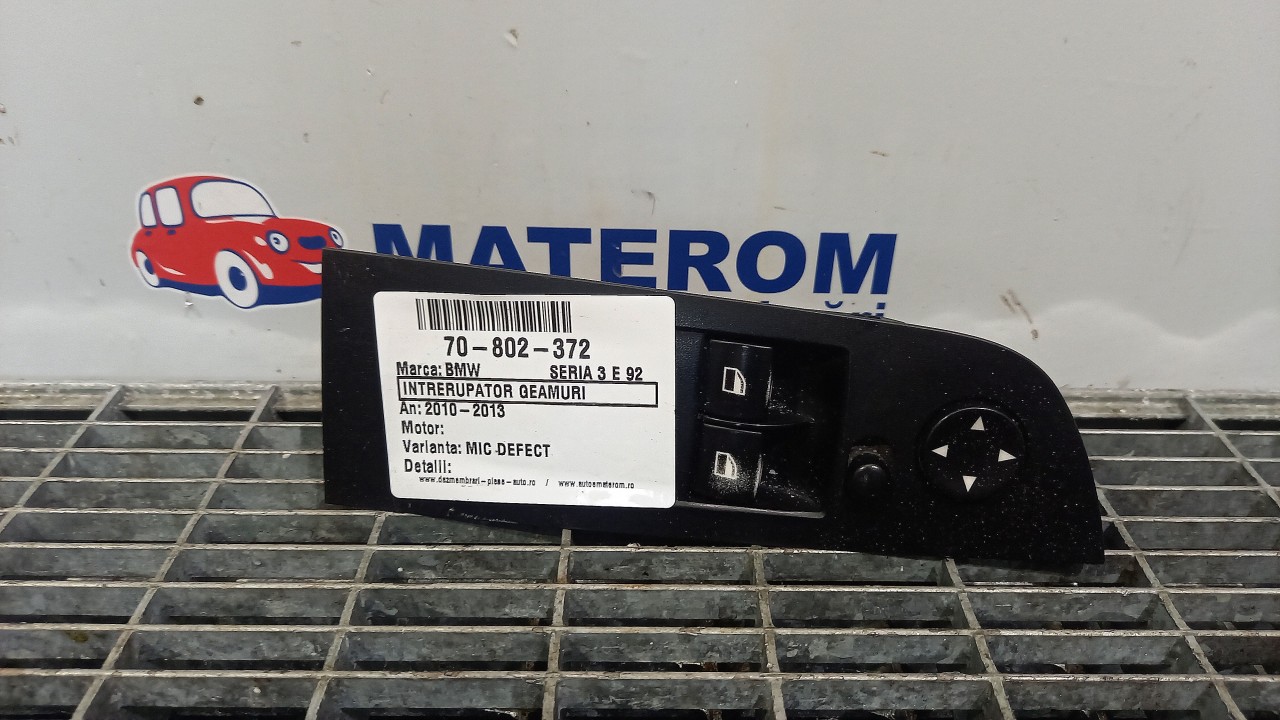 MATEROM
70-802-372
Marca: BMW SERIA 3 E 92
INTRERUPATOR GEAMURI
An: 2010-2013
Motor:
Varianta: MIC DEFECT
Detalii:
www.dezmembrari-piese-auto.ro / www.autoematerom.ro